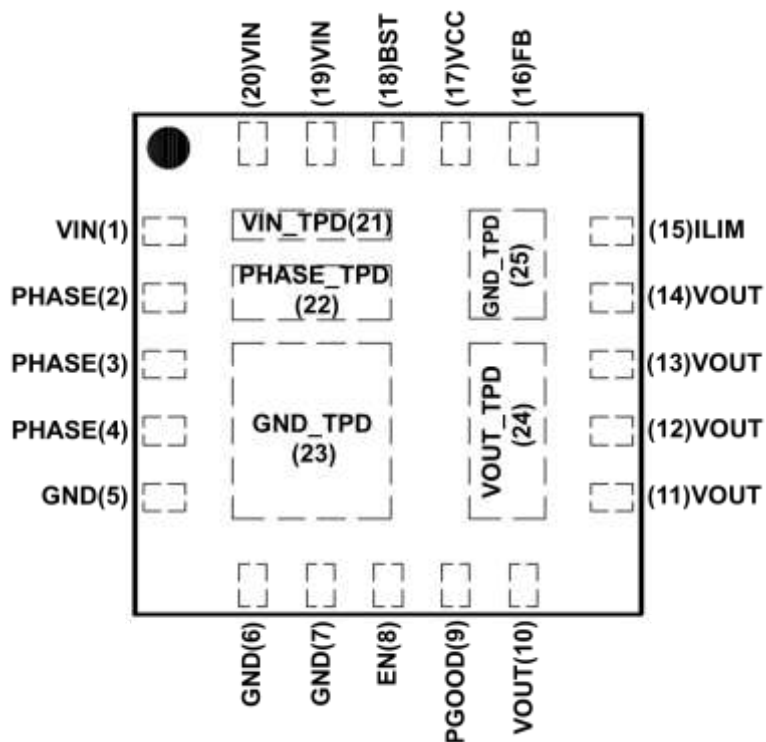 (20)VIN
(19)VIN
(18)BST
(17)VCC
(16)FB
VIN(1)
PHASE(2)
PHASE(3)
PHASE(4)
GND(5)
VIN_TPD(21)
PHASE_TPD
(22)
GND_TPD
(23)
GND_TPD
(25)
VOUT_TPD
(24)
(15)ILIM
(14)VOUT
(13)VOUT
(12)VOUT
(11)VOUT
GND(6)
GND(7)
EN(8)
PGOOD(9)
VOUT(10)